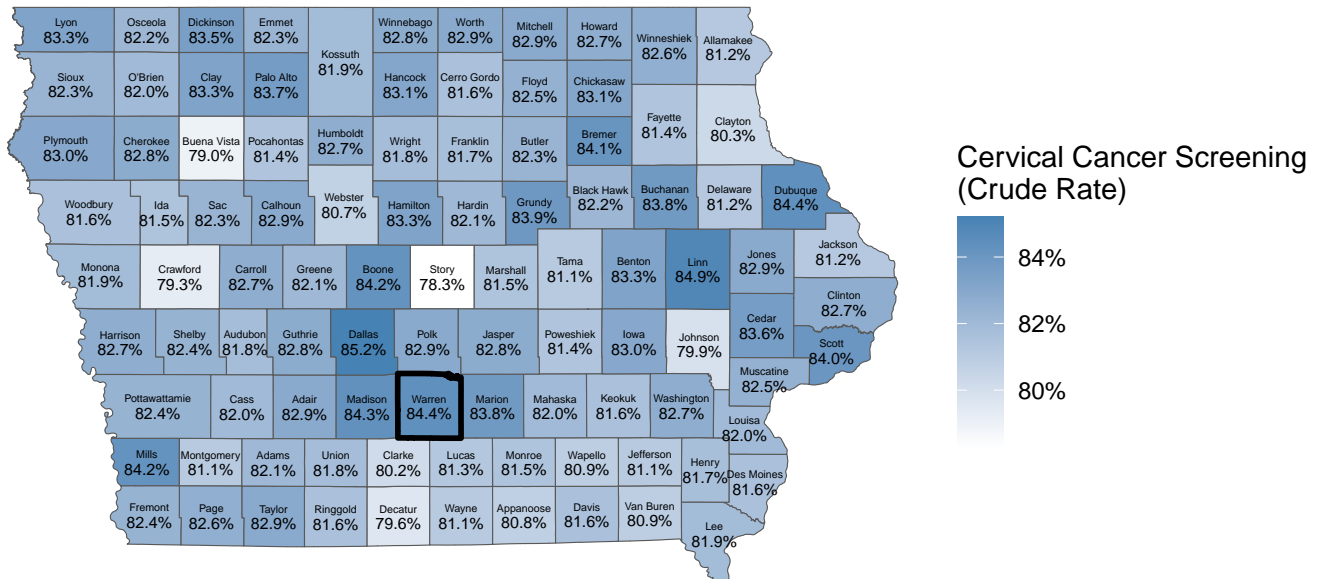 Lyon
83.3%
Osceola
82.2%
Dickinson
83.5%
Emmet
82.3%
Kossuth
81.9%
Winnebago
82.8%
Worth
82.9%
Mitchell
82.9%
Howard
82.7%
Winneshiek
82.6%
Allamakee
81.2%
Sioux
82.3%
O'Brien
82.0%
Clay
83.3%
Palo Alto
83.7%
Hancock
83.1%
Cerro Gordo
81.6%
Floyd
82.5%
Chickasaw
83.1%
Fayette
81.4%
Clayton
80.3%
Plymouth
83.0%
Cherokee
82.8%
Buena Vista
79.0%
Pocahontas
81.4%
Humboldt
82.7%
Wright
81.8%
Franklin
81.7%
Butler
82.3%
Bremer
84.1%
Woodbury
81.6%
Ida
81.5%
Sac
82.3%
Calhoun
82.9%
Webster
80.7%
Hamilton
83.3%
Hardin
82.1%
Grundy
83.9%
Black Hawk
82.2%
Buchanan
83.8%
Delaware
81.2%
Dubuque
84.4%
Monona
81.9%
Crawford
79.3%
Carroll
82.7%
Greene
82.1%
Boone
84.2%
Story
78.3%
Marshall
81.5%
Tama
81.1%
Benton
83.3%
Linn
84.9%
Jones
82.9%
Jackson
81.2%
Clinton
82.7%
Harrison
82.7%
Shelby
82.4%
Audubon
81.8%
Guthrie
82.8%
Dallas
85.2%
Polk
82.9%
Jasper
82.8%
Poweshiek
81.4%
Iowa
83.0%
Johnson
79.9%
Cedar
83.6%
Scott
84.0%
Muscatine
82.5%
Pottawattamie
82.4%
Cass
82.0%
Adair
82.9%
Madison
84.3%
Warren
84.4%
Marion
83.8%
Mahaska
82.0%
Keokuk
81.6%
Washington
82.7%
Louisa
82.0%
Mills
84.2%
Montgomery
81.1%
Adams
82.1%
Union
81.8%
Clarke
80.2%
Lucas
81.3%
Monroe
81.5%
Wapello
80.9%
Jefferson
81.1%
Henry
81.7%
Des Moines
81.6%
Fremont
82.4%
Page
82.6%
Taylor
82.9%
Ringgold
81.6%
Decatur
79.6%
Wayne
81.1%
Appanoose
80.8%
Davis
81.6%
Van Buren
80.9%
Lee
81.9%
Cervical Cancer Screening
(Crude Rate)
84%
82%
80%